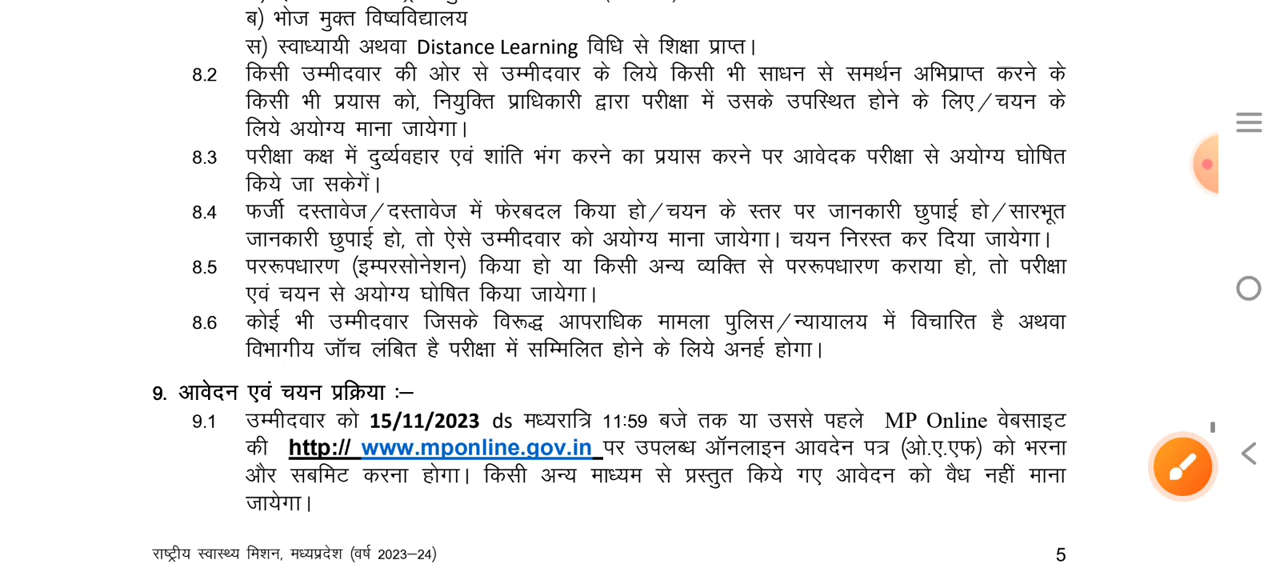 ब) भोज मुक्त विष्वविद्यालय
स) स्वाध्यायी अथवा Distance Learning विधि से शिक्षा प्राप्त।
8.2 किसी उम्मीदवार की ओर से उम्मीदवार के लिये किसी भी साधन से समर्थन अभिप्राप्त करने के
किसी भी प्रयास को, नियुक्ति प्राधिकारी द्वारा परीक्षा में उसके उपस्थित होने के लिए/चयन के
लिये अयोग्य माना जायेगा।
8.3 परीक्षा कक्ष में दुर्व्यवहार एवं शांति भंग करने का प्रयास करने पर आवेदक परीक्षा से अयोग्य घोषित
किये जा सकेगें।
8.4 फर्जी दस्तावेज/दस्तावेज में फेरबदल किया हो/चयन के स्तर पर जानकारी छुपाई हो/सारभूत
जानकारी छुपाई हो, तो ऐसे उम्मीदवार को अयोग्य माना जायेगा। चयन निरस्त कर दिया जायेगा।
8.5 पररूपधारण (इम्परसोनेशन) किया हो या किसी अन्य व्यक्ति से पररूपधारण कराया हो, तो परीक्षा
एवं चयन से अयोग्य घोषित किया जायेगा।
8.6 कोई भी उम्मीदवार जिसके विरूद्ध आपराधिक मामला पुलिस/न्यायालय में विचारित है अथवा
विभागीय जॉच लंबित है परीक्षा में सम्मिलित होने के लिये अनर्ह होगा।
9. आवेदन एवं चयन प्रक्रिया :–
9.1 उम्मीदवार को 15/11/2023 ds मध्यरात्रि 11:59 बजे तक या उससे पहले MP Online वेबसाइट
की http:// www.mponline.gov.in पर उपलब्ध ऑनलाइन आवदेन पत्र (ओ.ए.एफ) को भरना
और सबमिट करना होगा। किसी अन्य माध्यम से प्रस्तुत किये गए आवेदन को वैध नहीं माना
जायेगा।
राष्ट्रीय स्वास्थ्य मिशन, मध्यप्रदेश (वर्ष 2023–24) 5